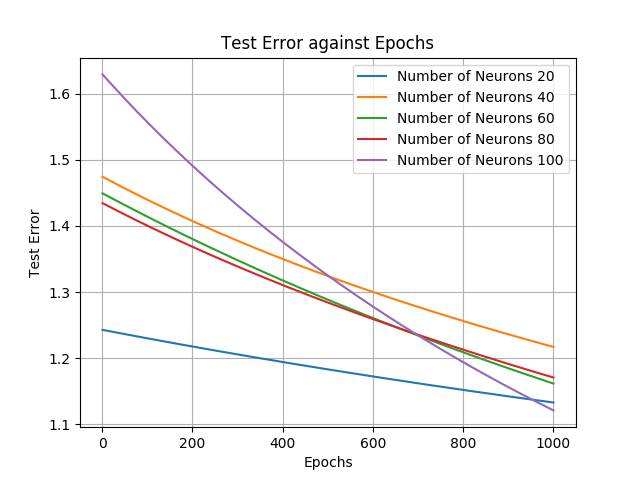 Test Error against Epochs
Number of Neurons 20
Number of Neurons 40
Number of Neurons 60
Number of Neurons 80
Number of Neurons 100
1.6
1.5
1.4
1.3
1.2
1.1
Test Error
0 200 400 600 800 1000
Epochs